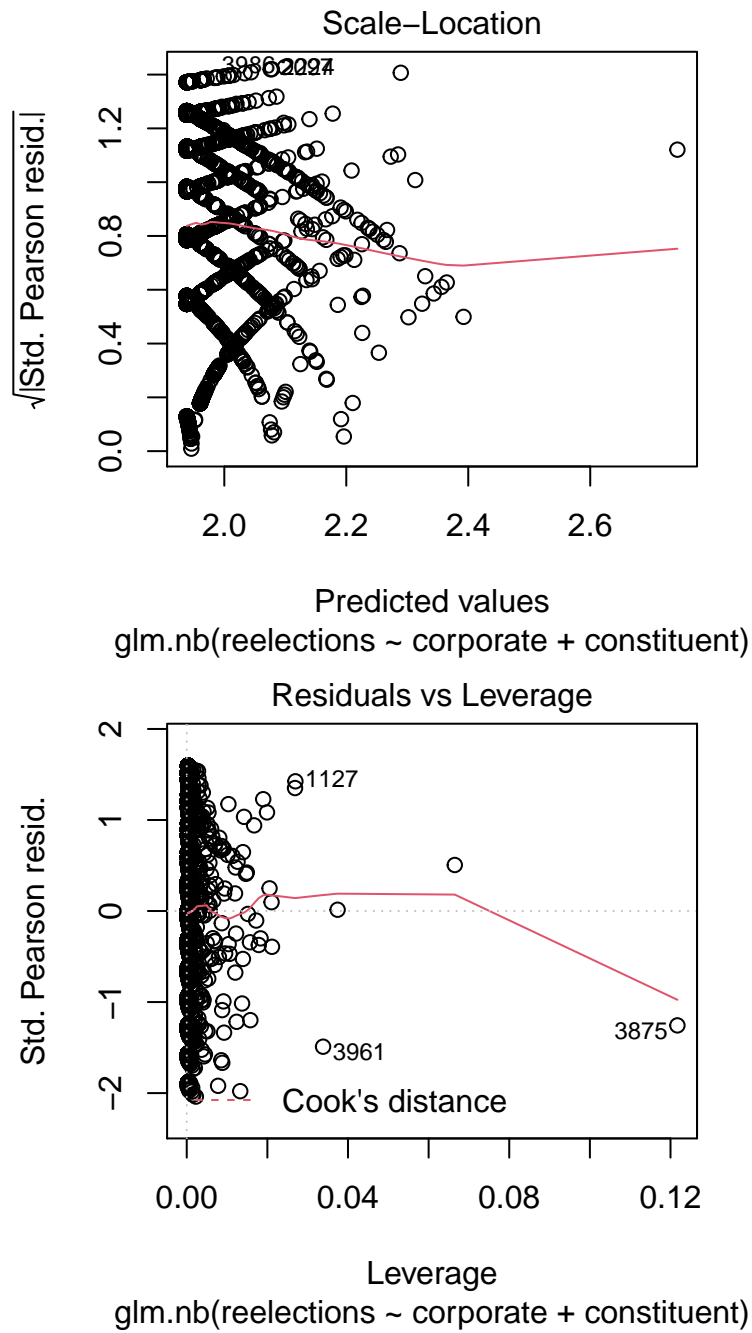 Scale−Location
3986
2224
√|Std. Pearson resid.|
0.0 0.4 0.8 1.2
2.0 2.2 2.4 2.6
Predicted values
glm.nb(reelections ~ corporate + constituent)
Residuals vs Leverage
Std. Pearson resid.
−2 −1 0 1 2
1127
3961
3875
Cook's distance
0.00 0.04 0.08 0.12
Leverage
glm.nb(reelections ~ corporate + constituent)